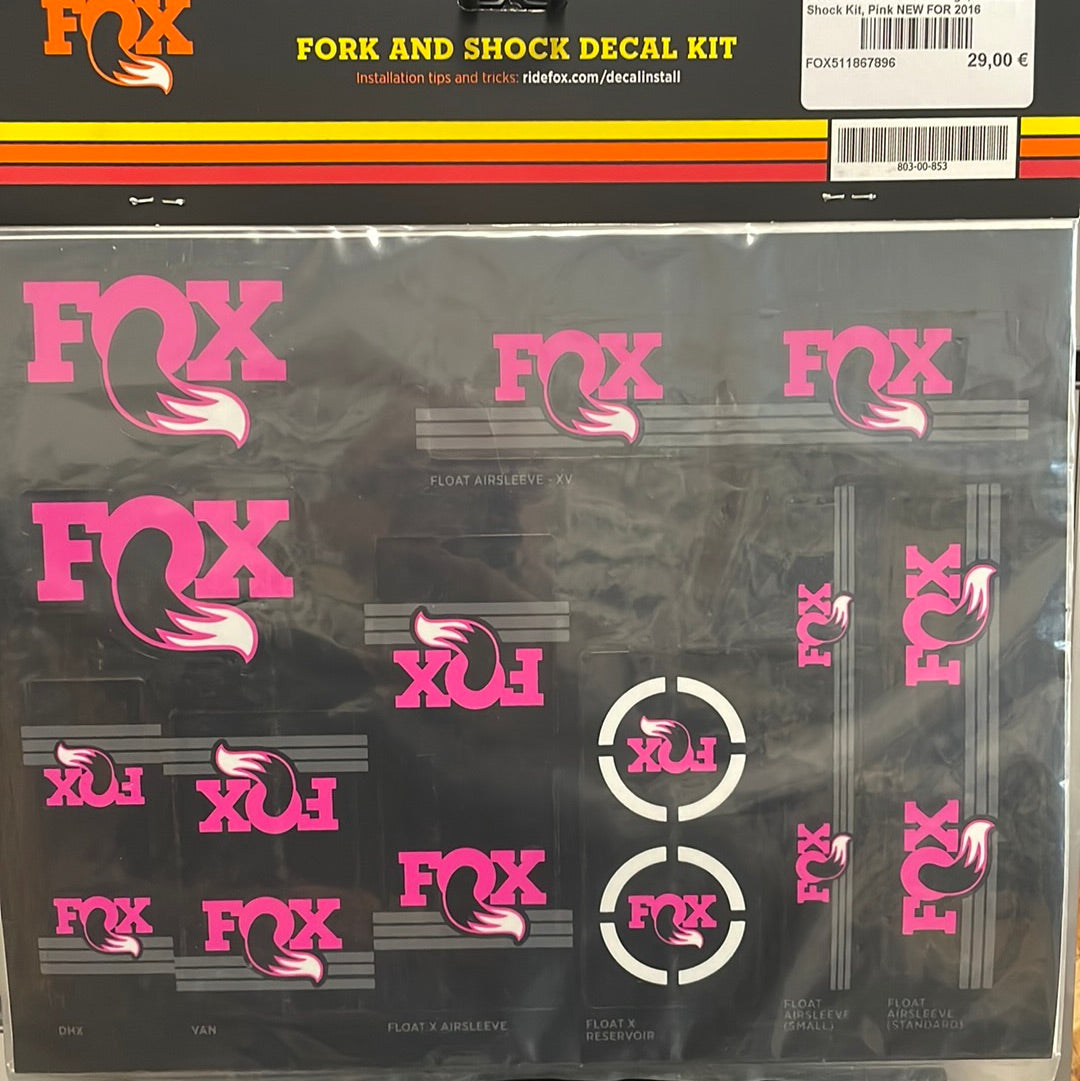 FOX
FORK AND SHOCK DECAL KIT
Installation tips and tricks: ridefox.com/decalinstall
Shock Kit, Pink NEW FOR 2016
FOX511867896
29,00 €
803-00-853
FOX
FOX
FOX
FLOAT AIRSLEEVE - XV
FOX
FOX
FOX
FOX
FOX
FOX
FOX
FOX
FOX
FOX
FOX
FOX
FOX
FOX
DHX
VAN
FLOAT X AIRSLEEVE
FLOAT X
RESERVOIR
FLOAT
AIRSLEEVE
(SMALL)
FLOAT
AIRSLEEVE
(STANDARD)